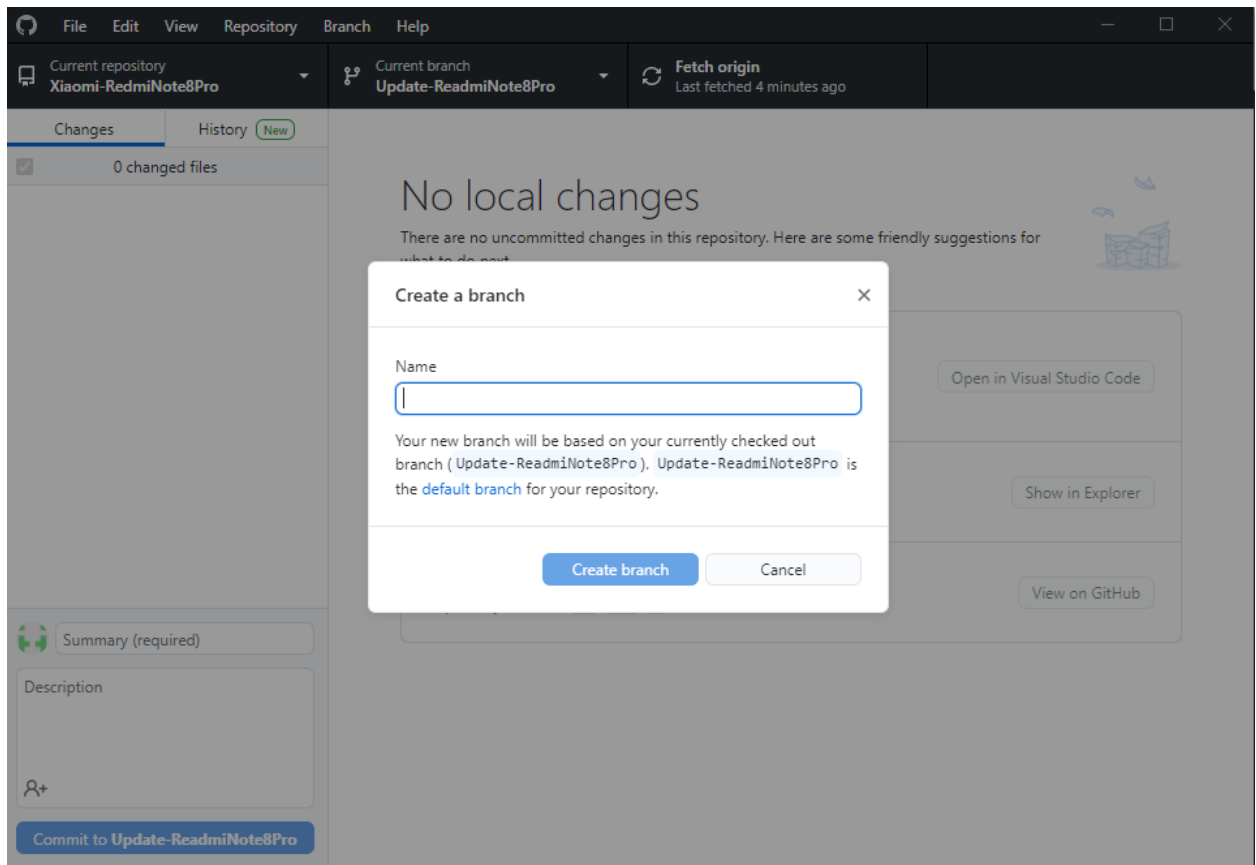 File Edit View Repository Branch Help
Current repository
Xiaomi-RedmiNote8Pro
Current branch
Update-ReadmiNote8Pro
Fetch origin
Last fetched 4 minutes ago
Changes
History New
0 changed files
No local changes
There are no uncommitted changes in this repository. Here are some friendly suggestions for
what to do next.
Create a branch
Name
Your new branch will be based on your currently checked out
branch (Update-ReadmiNote8Pro). Update-ReadmiNote8Pro is
the default branch for your repository.
Create branch
Cancel
Open in Visual Studio Code
Show in Explorer
View on GitHub
Summary (required)
Description
Commit to Update-ReadmiNote8Pro